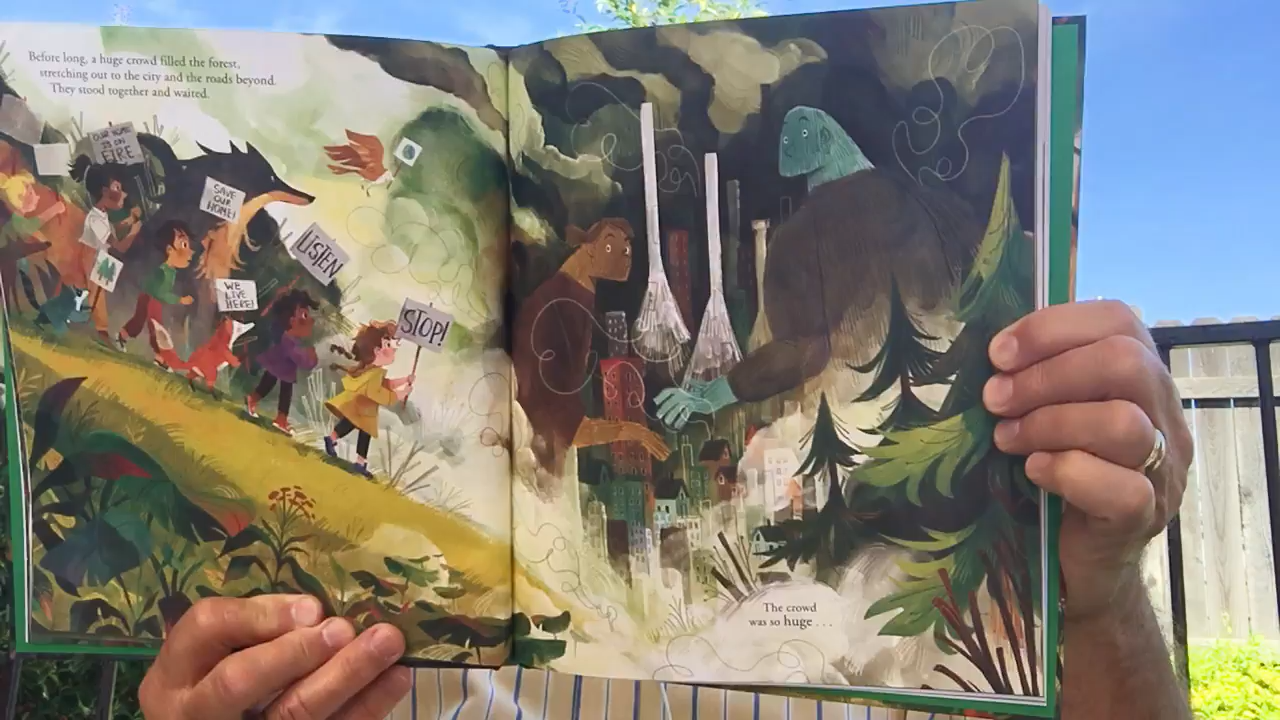 Before long, a huge crowd filled the forest,
stretching out to the city and the roads beyond.
They stood together and waited.
OUR HOME
IS ON
FIRE
SAVE
OUR
HOME!
LISTEN
WE
LIVE
HERE!
STOP!
The crowd
was so huge . . .